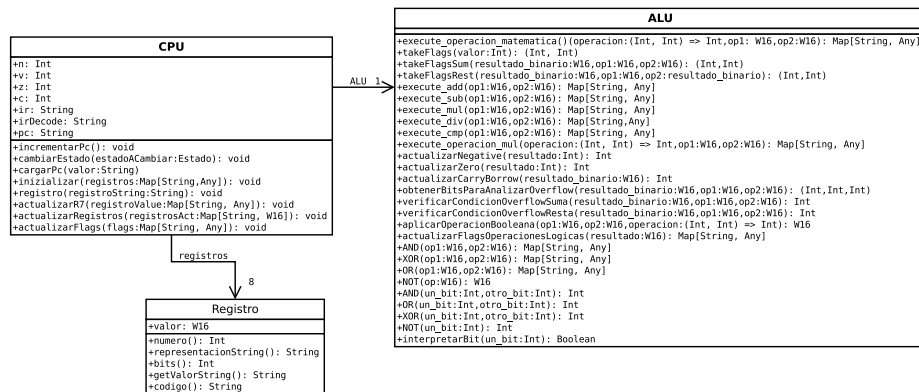 CPU
+n: Int
+v: Int
+z: Int
+c: Int
+ir: String
+irDecode: String
+pc: String
+incrementarPc(): void
+cambiarEstado(estadoACambiar:Estado): void
+cargarPc(valor:String)
+inizializar(registros:Map[String,Any]): void
+registro(registroString:String): void
+actualizarR7(registroValue:Map[String, Any]): void
+actualizarRegistros(registrosAct:Map[String, W16]): void
+actualizarFlags(flags:Map[String, Any]): void
ALU 1
ALU
+execute_operacion_matematica()(operacion:(Int, Int) => Int,op1: W16,op2:W16): Map[String, Any]
+takeFlags(valor:Int): (Int, Int)
+takeFlagsSum(resultado_binario:W16,op1:W16,op2:W16): (Int,Int)
+takeFlagsRest(resultado_binario:W16,op1:W16,op2:resultado_binario): (Int,Int)
+execute_add(op1:W16,op2:W16): Map[String, Any]
+execute_sub(op1:W16,op2:W16): Map[String, Any]
+execute_mul(op1:W16,op2:W16): Map[String, Any]
+execute_div(op1:W16,op2:W16): Map[String,Any]
+execute_cmp(op1:W16,op2:W16): Map[String, Any]
+execute_operacion_mul(operacion:(Int, Int) => Int,op1:W16,op2:W16): Map[String, Any]
+actualizarNegative(resultado:Int): Int
+actualizarZero(resultado:Int): Int
+actualizarCarryBorrow(resultado_binario:W16): Int
+obtenerBitsParaAnalizarOverflow(resultado_binario:W16,op1:W16,op2:W16): (Int,Int,Int)
+verificarCondicionOverflowSuma(resultado_binario:W16,op1:W16,op2:W16): Int
+verificarCondicionOverflowResta(resultado_binario:W16,op1:W16,op2:W16): Int
+aplicarOperacionBooleana(op1:W16,op2:W16,operacion:(Int, Int) => Int): W16
+actualizarFlagsOperacionesLogicas(resultado:W16): Map[String, Any]
+AND(op1:W16,op2:W16): Map[String, Any]
+XOR(op1:W16,op2:W16): Map[String, Any]
+OR(op1:W16,op2:W16): Map[String, Any]
+NOT(op:W16): W16
+AND(un_bit:Int,otro_bit:Int): Int
+OR(un_bit:Int,otro_bit:Int): Int
+XOR(un_bit:Int,otro_bit:Int): Int
+NOT(un_bit:Int): Int
+interpretarBit(un_bit:Int): Boolean
registros
8
Registro
+valor: W16
+numero(): Int
+representacionString(): String
+bits(): Int
+getValorString(): String
+codigo(): String